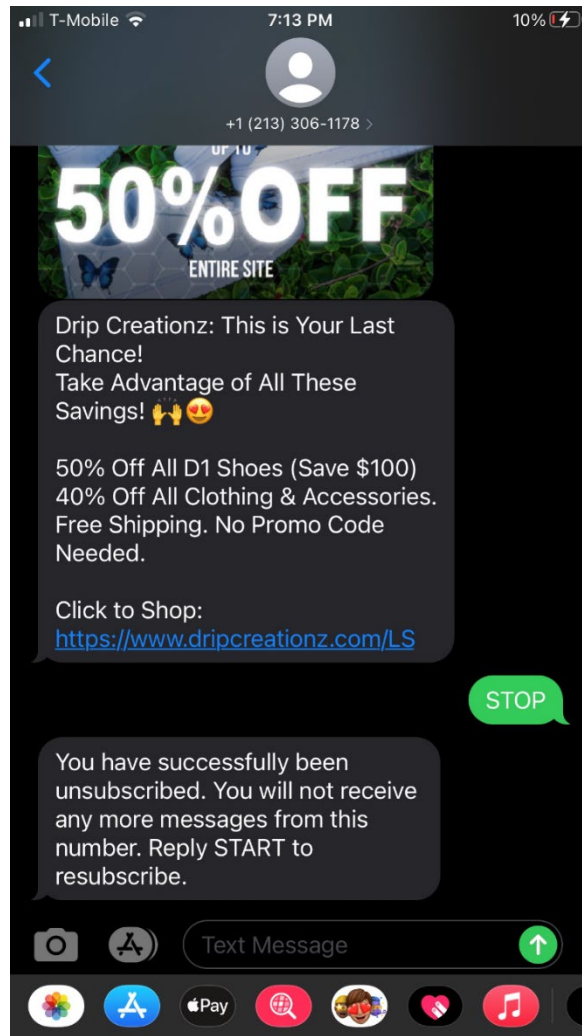 T-Mobile 7:13 PM 10%
+1 (213) 306-1178 >
UP TO
50% OFF
ENTIRE SITE
Drip Creationz: This is Your Last
Chance!
Take Advantage of All These
Savings! 🙌😍
50% Off All D1 Shoes (Save $100)
40% Off All Clothing & Accessories.
Free Shipping. No Promo Code
Needed.
Click to Shop:
https://www.dripcreationz.com/LS
STOP
You have successfully been
unsubscribed. You will not receive
any more messages from this
number. Reply START to
resubscribe.
Text Message
Pay